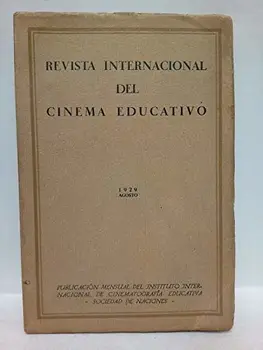 REVISTA INTERNACIONAL
DEL
CINEMA EDUCATIVO
1929
AGOSTO
PUBLICACIÓN MENSUAL DEL INSTITUTO INTER-
NACIONAL DE CINEMATOGRAFÍA EDUCATIVA
- SOCIEDAD DE NACIONES -